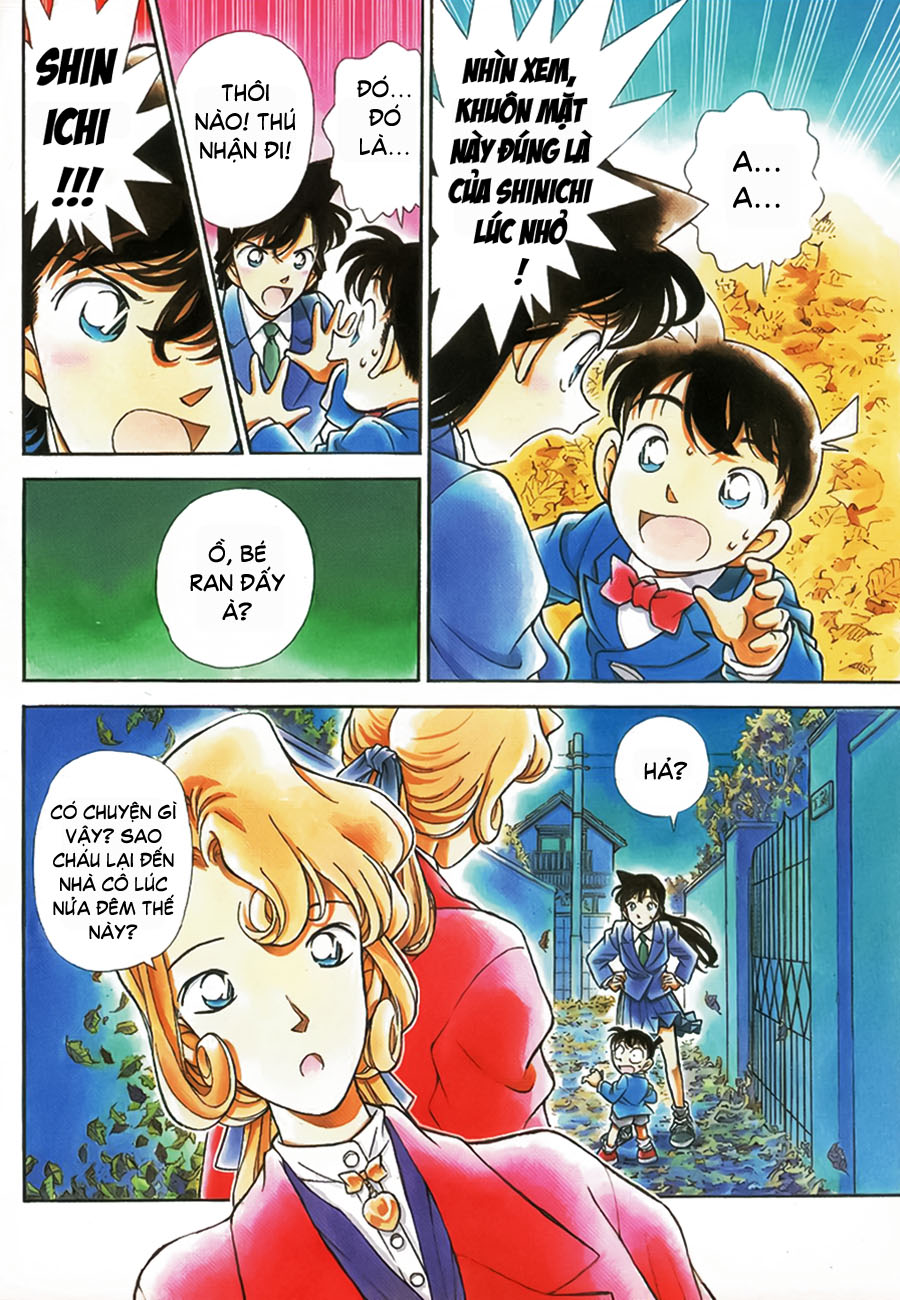 A...
A...
NHÌN XEM,
KHUÔN MẶT
NÀY ĐÚNG LÀ
CỦA SHINICHI
LÚC NHỎ
!
ĐÓ...
ĐÓ
LÀ...
THÔI
NÀO! THÚ
NHẬN ĐI!
SHIN
ICHI
!!!
Ồ, BÉ
RAN ĐẤY
À?
HẢ?
CÓ CHUYỆN GÌ
VẬY? SAO
CHÁU LẠI ĐẾN
NHÀ CÔ LÚC
NỬA ĐÊM THẾ
NÀY?